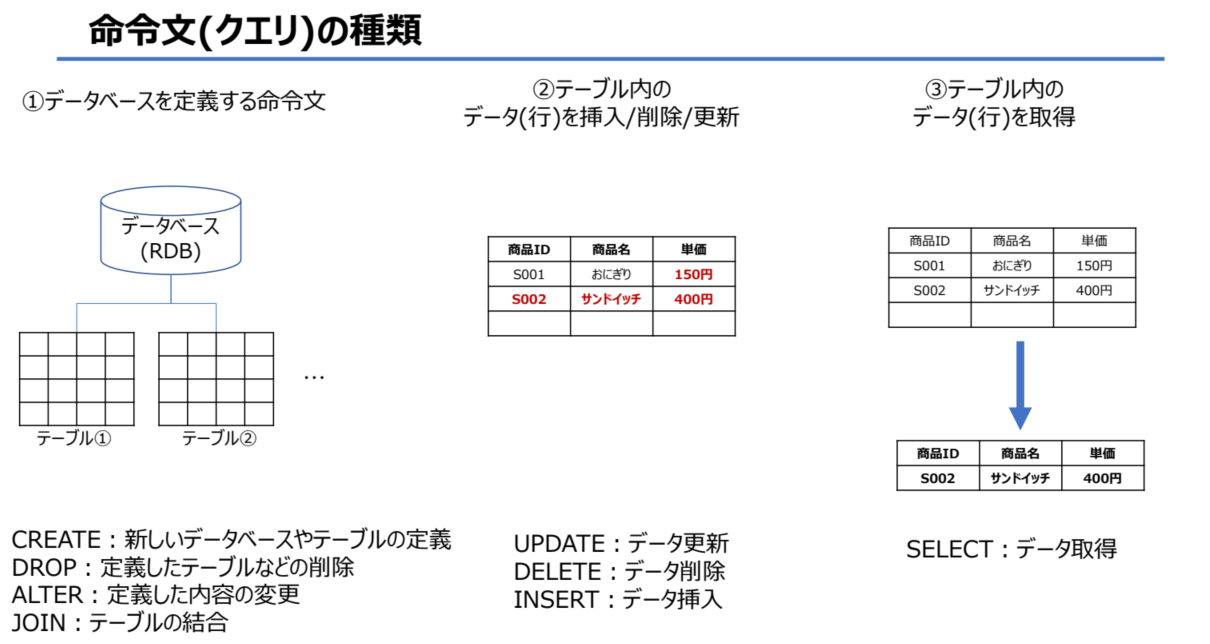 命令文(クエリ)の種類
①データベースを定義する命令文
データベース
(RDB)
テーブル①
テーブル②
…
CREATE：新しいデータベースやテーブルの定義
DROP：定義したテーブルなどの削除
ALTER：定義した内容の変更
JOIN：テーブルの結合
②テーブル内の
データ(行)を挿入/削除/更新
商品ID 商品名 単価
S001 おにぎり 150円
S002 サンドイッチ 400円
UPDATE：データ更新
DELETE：データ削除
INSERT：データ挿入
③テーブル内の
データ(行)を取得
商品ID 商品名 単価
S001 おにぎり 150円
S002 サンドイッチ 400円
商品ID 商品名 単価
S002 サンドイッチ 400円
SELECT：データ取得